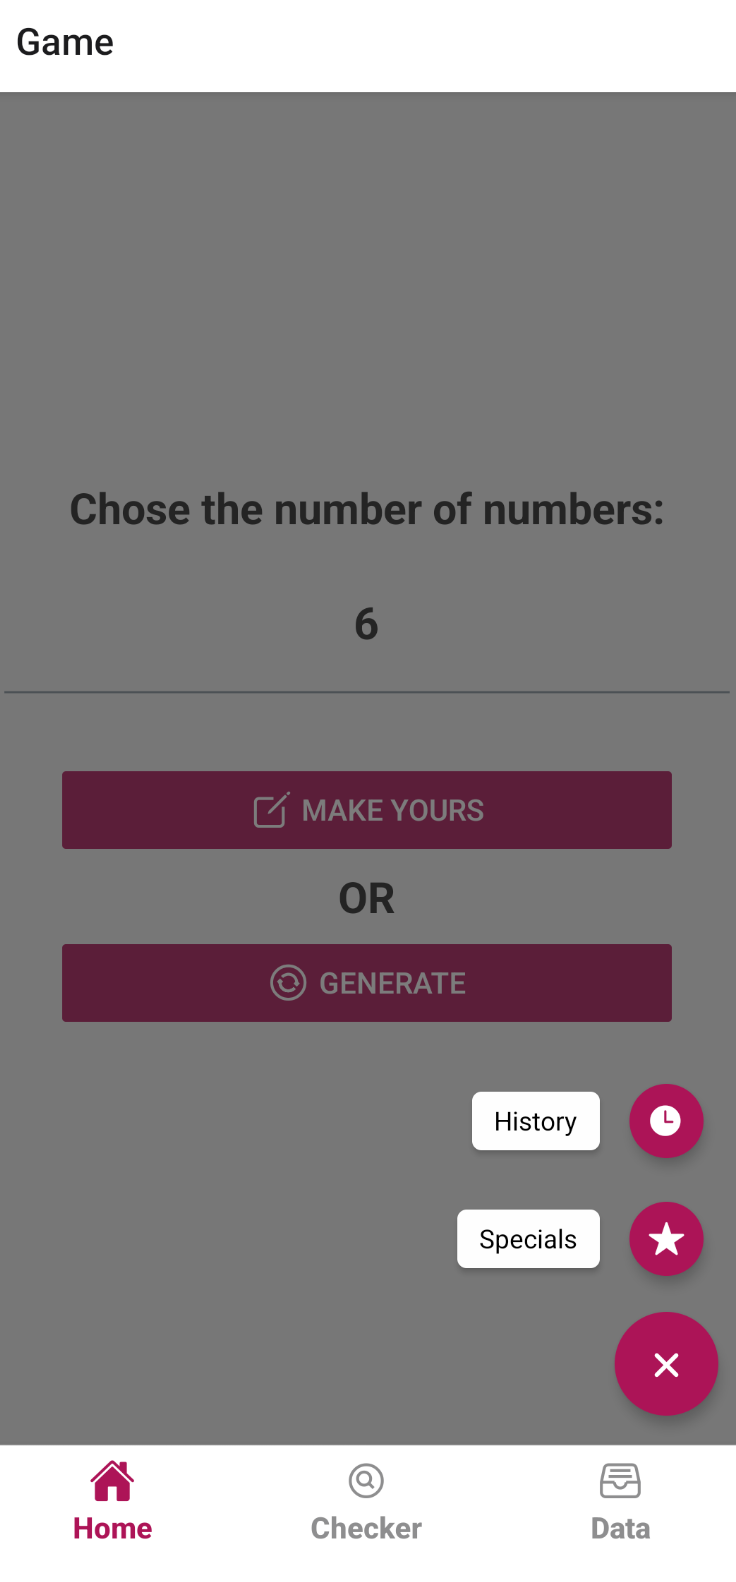 Game
Chose the number of numbers:
6
MAKE YOURS
OR
GENERATE
History
Specials
Home
Checker
Data